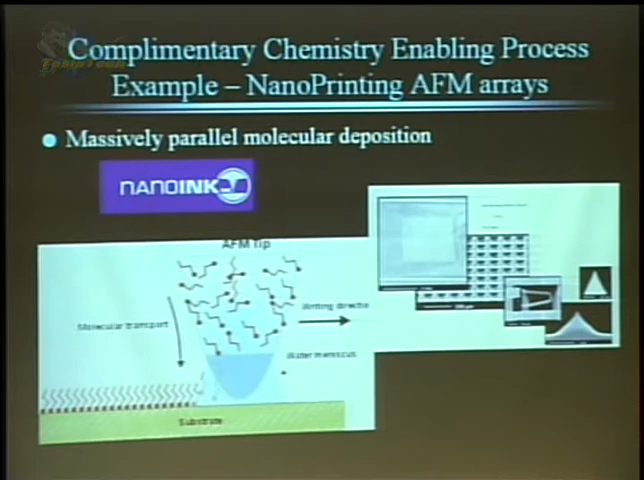 Complimentary Chemistry Enabling Process
Example – NanoPrinting AFM arrays
Massively parallel molecular deposition
NANOINK
AFM Tip
Molecular transport
Writing directio
Water meniscus
Substrate